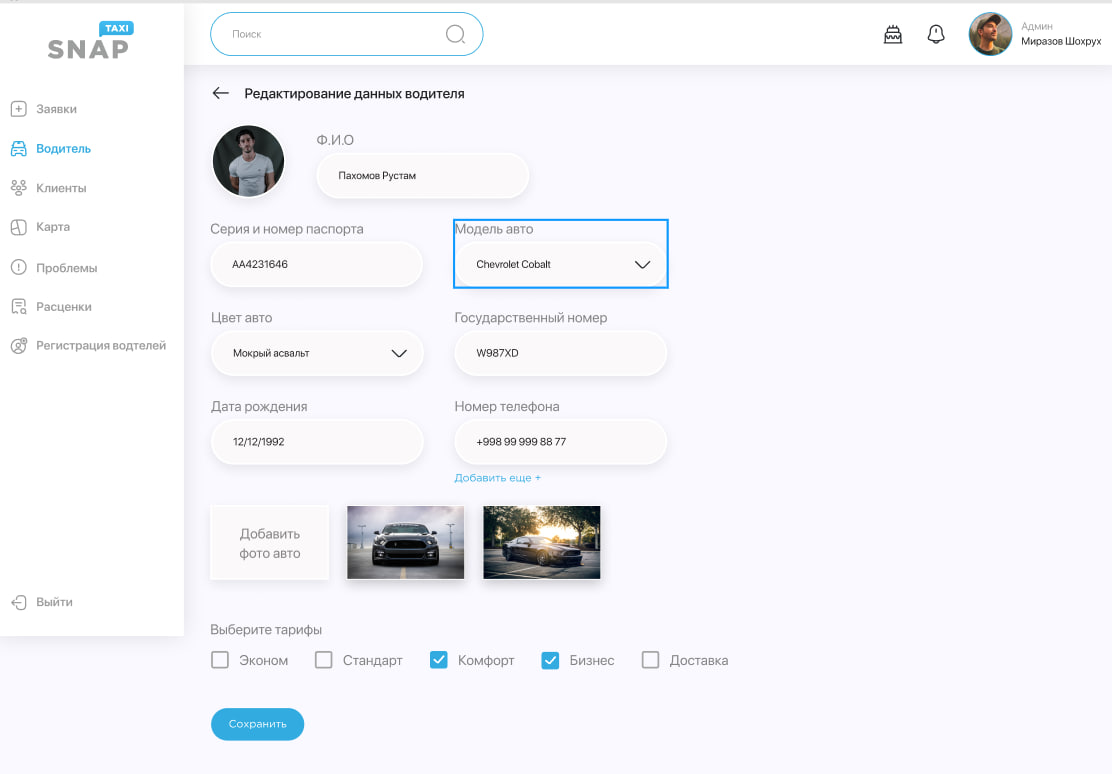 TAXI
SNAP
Поиск
Админ
Миразов Шохрух
Заявки
Водитель
Клиенты
Карта
Проблемы
Расценки
Регистрация водтелей
Выйти
Редактирование данных водителя
Ф.И.О
Пахомов Рустам
Серия и номер паспорта
Модель авто
AA4231646
Chevrolet Cobalt
Цвет авто
Государственный номер
Мокрый асвальт
W987XD
Дата рождения
Номер телефона
12/12/1992
+998 99 999 88 77
Добавить еще +
Добавить
фото авто
Выберите тарифы
Эконом
Стандарт
Комфорт
Бизнес
Доставка
Сохранить